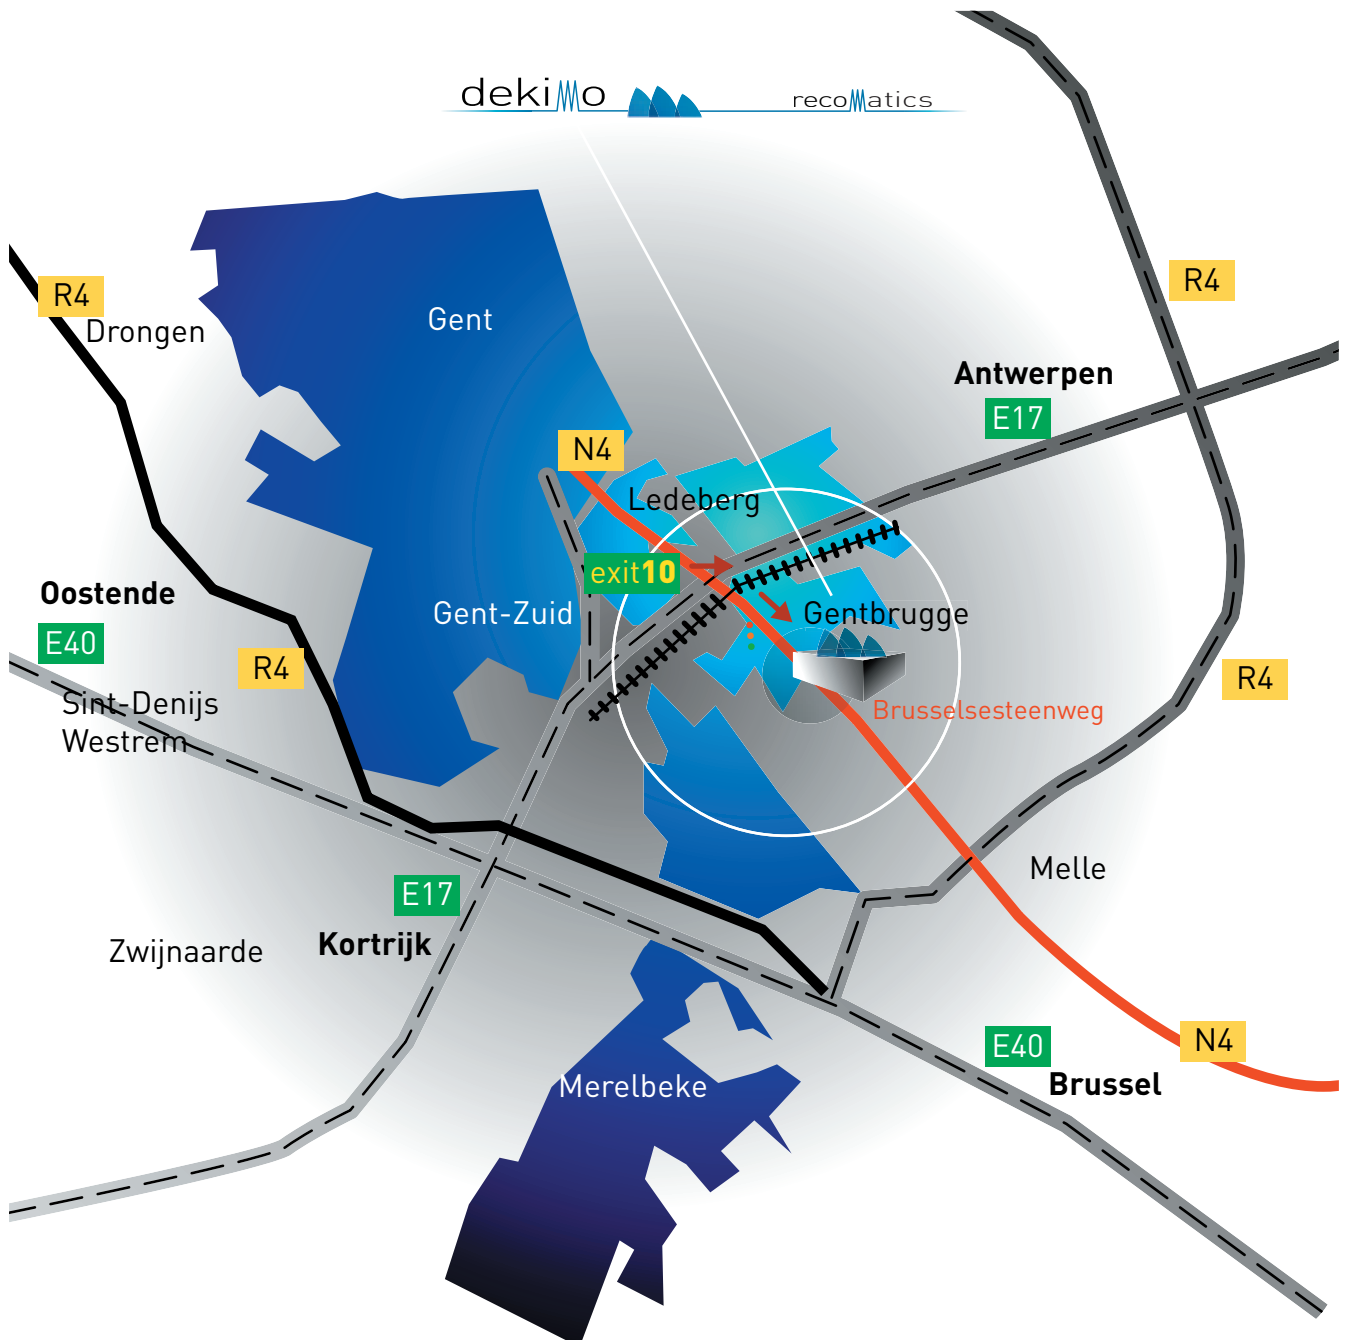 dekimo
recomatics
R4
R4
Drongen
Gent
Antwerpen
E17
N4
Ledeberg
exit10
Oostende
Gent-Zuid
Gentbrugge
E40
R4
R4
Sint-Denijs
Westrem
Brusselsesteenweg
Melle
E17
Kortrijk
Zwijnaarde
N4
E40
Brussel
Merelbeke